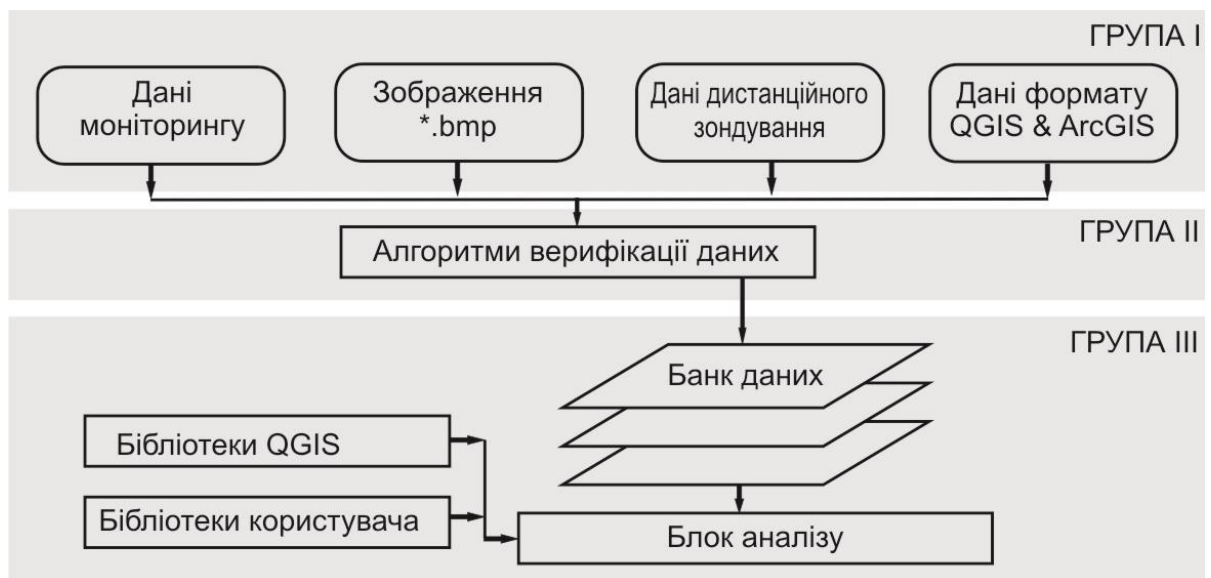 ГРУПА I
Дані
моніторингу
Зображення
*.bmp
Дані дистанційного
зондування
Дані формату
QGIS & ArcGIS
ГРУПА II
Алгоритми верифікації даних
ГРУПА III
Банк даних
Бібліотеки QGIS
Бібліотеки користувача
Блок аналізу